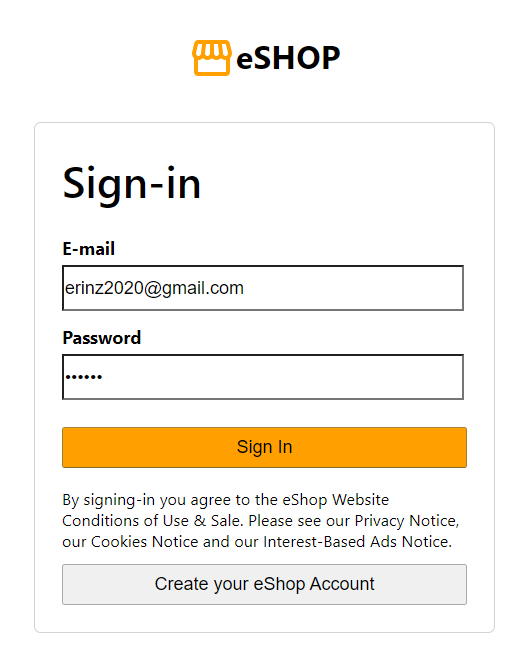 eSHOP
Sign-in
E-mail
erinz2020@gmail.com
Password
••••••
Sign In
By signing-in you agree to the eShop Website
Conditions of Use & Sale. Please see our Privacy Notice,
our Cookies Notice and our Interest-Based Ads Notice.
Create your eShop Account